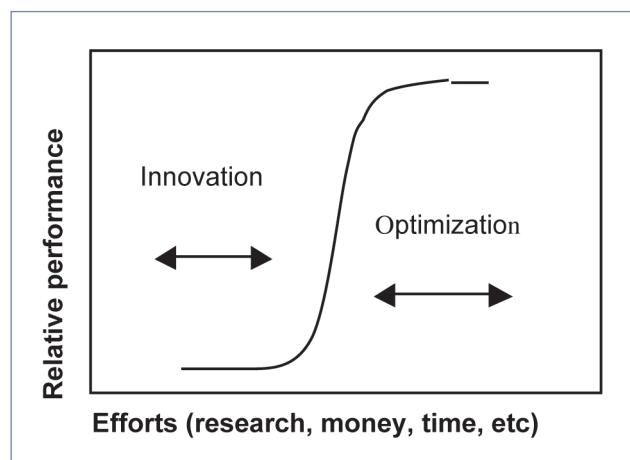 Innovation
Optimization
Relative performance
Efforts (research, money, time, etc)